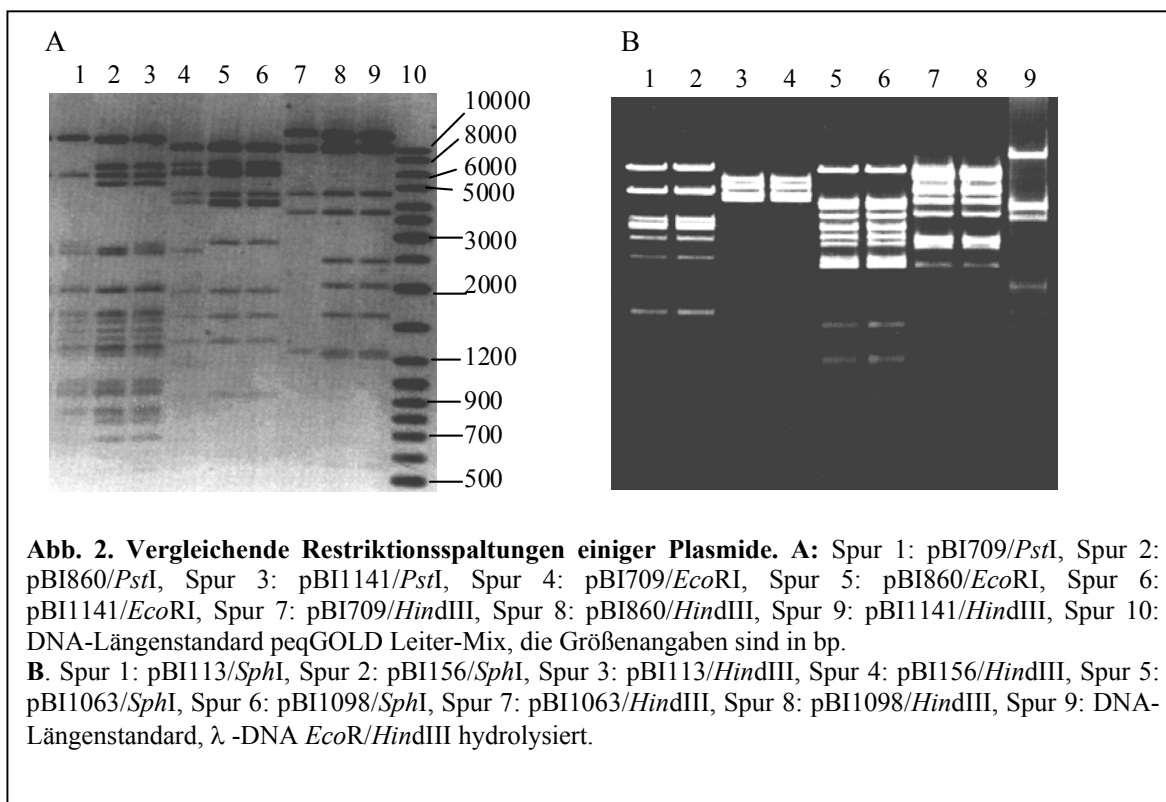 A
B
1 2 3 4 5 6 7 8 9 10
1 2 3 4 5 6 7 8 9
10000
8000
6000
5000
3000
2000
1200
900
700
500
Abb. 2. Vergleichende Restriktionsspaltungen einiger Plasmide. A: Spur 1: pBI709/PstI, Spur 2:
pBI860/PstI, Spur 3: pBI1141/PstI, Spur 4: pBI709/EcoRI, Spur 5: pBI860/EcoRI, Spur 6:
pBI1141/EcoRI, Spur 7: pBI709/HindIII, Spur 8: pBI860/HindIII, Spur 9: pBI1141/HindIII, Spur 10:
DNA-Längenstandard peqGOLD Leiter-Mix, die Größenangaben sind in bp.
B. Spur 1: pBI113/SphI, Spur 2: pBI156/SphI, Spur 3: pBI113/HindIII, Spur 4: pBI156/HindIII, Spur 5:
pBI1063/SphI, Spur 6: pBI1098/SphI, Spur 7: pBI1063/HindIII, Spur 8: pBI1098/HindIII, Spur 9: DNA-
Längenstandard, λ -DNA EcoR/HindIII hydrolysiert.